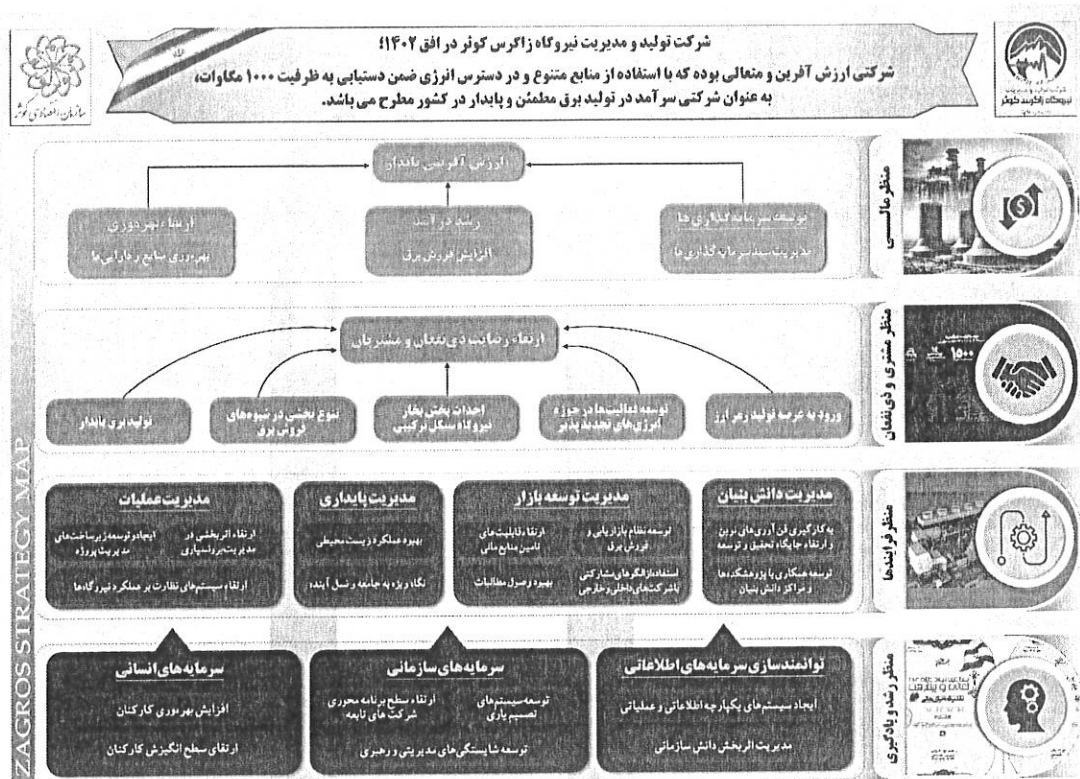 شرکت تولید و مدیریت نیروگاه زاگرس کوثر در افق ۱۴۰۲؛
شرکتی ارزش آفرین و متعالی بوده که با استفاده از منابع متنوع و در دسترس انرژی ضمن دستیابی به ظرفیت ۱۰۰۰ مگاوات،
به عنوان شرکتی سرآمد در تولید برق مطمئن و پایدار در کشور مطرح می باشد.
شرکت تولید و مدیریت
نیروگاه زاگرس کوثر
سازمان اقتصادی کوثر
منظر مالی
ارزش آفرینی پایدار
توسعه سرمایه گذاری ها
مدیریت سبد سرمایه گذاری ها
رشد درآمد
افزایش فروش برق
ارتقاء بهره‌وری
بهره‌وری منابع و دارایی‌ها
منظر مشتری و ذی‌نفعان
ارتقاء رضایت ذی‌نفعان و مشتریان
ورود به عرصه تولید رمز ارز
توسعه فعالیت‌ها در حوزه
انرژی‌های تجدید پذیر
احداث بخش بخار
نیروگاه سیکل ترکیبی
تنوع بخشی در شیوه‌های
فروش برق
تولید برق پایدار
منظر فرایندها
مدیریت دانش بنیان
به کارگیری فن آوری‌های نوین
و ارتقاء جایگاه تحقیق و توسعه
توسعه همکاری با پژوهشکده‌ها
و مراکز دانش بنیان
مدیریت توسعه بازار
توسعه نظام بازاریابی و
فروش برق
ارتقاء قابلیت‌های
تامین منابع مالی
استفاده از الگوهای مشارکتی
با شرکت‌های داخلی و خارجی
بهبود وصول مطالبات
مدیریت پایداری
بهبود عملکرد زیست محیطی
نگاه ویژه به جامعه و نسل آینده
مدیریت عملیات
ارتقاء اثربخشی در
مدیریت برونسپاری
ایجاد و توسعه زیرساخت‌های
مدیریت پروژه
ارتقاء سیستم‌های نظارت بر عملکرد نیروگاه‌ها
منظر رشد و یادگیری
توانمندسازی سرمایه‌های اطلاعاتی
ایجاد سیستم‌های یکپارچه اطلاعاتی و عملیاتی
مدیریت اثربخش دانش سازمانی
سرمایه‌های سازمانی
توسعه سیستم‌های
تصمیم یاری
ارتقاء سطح برنامه محوری
شرکت های تابعه
توسعه شایستگی‌های مدیریتی و رهبری
سرمایه‌های انسانی
افزایش بهره‌وری کارکنان
ارتقای سطح انگیزش کارکنان
ZAGROS STRATEGY MAP